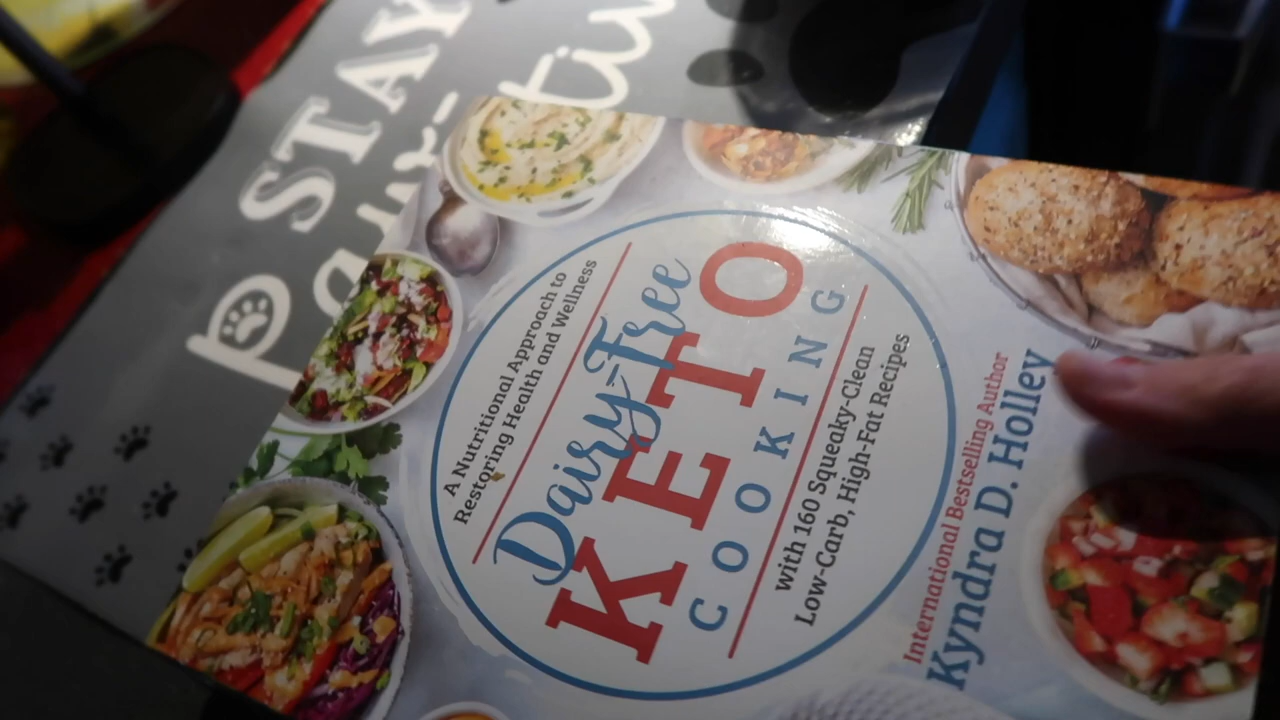 STAY
A Nutritional Approach to
Restoring Health and Wellness
Dairy-Free
KETO
COOKING
with 160 Squeaky-Clean
Low-Carb, High-Fat Recipes
International Bestselling Author
Kyndra D. Holley